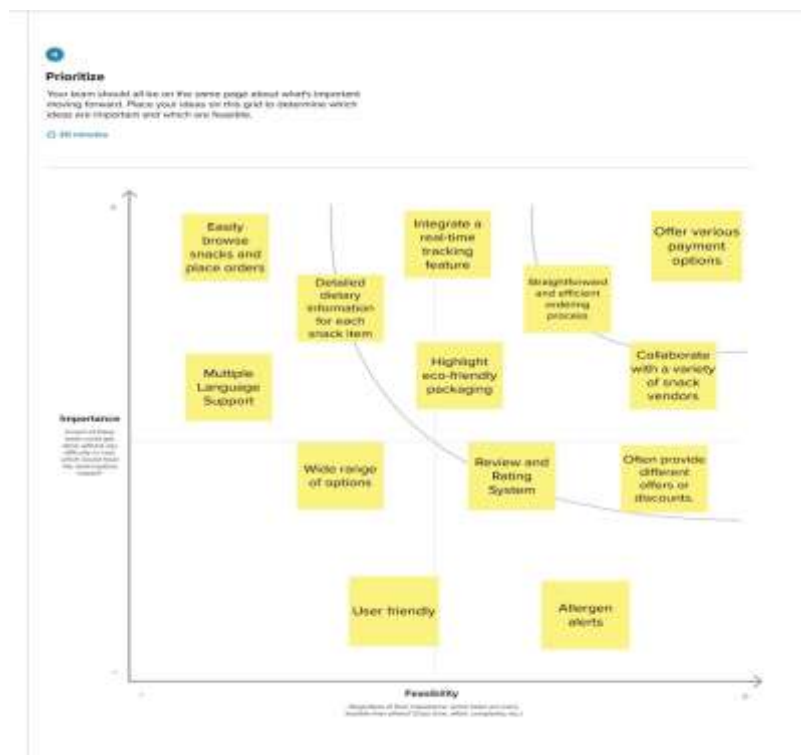 Prioritize
Your team should all be on the same page about what's important
moving forward. Place your ideas on this grid to determine which
ideas are important and which are feasible.
20 minutes
Easily
browse
snacks and
place orders
Integrate a
real-time
tracking
feature
Offer various
payment
options
Detailed
dietary
information
for each
snack item
Straightforward
and efficient
ordering
process
Multiple
Language
Support
Highlight
eco-friendly
packaging
Collaborate
with a variety
of snack
vendors
Importance
Wide range
of options
Review and
Rating
System
Often provide
different
offers or
discounts.
User friendly
Allergen
alerts
Feasibility